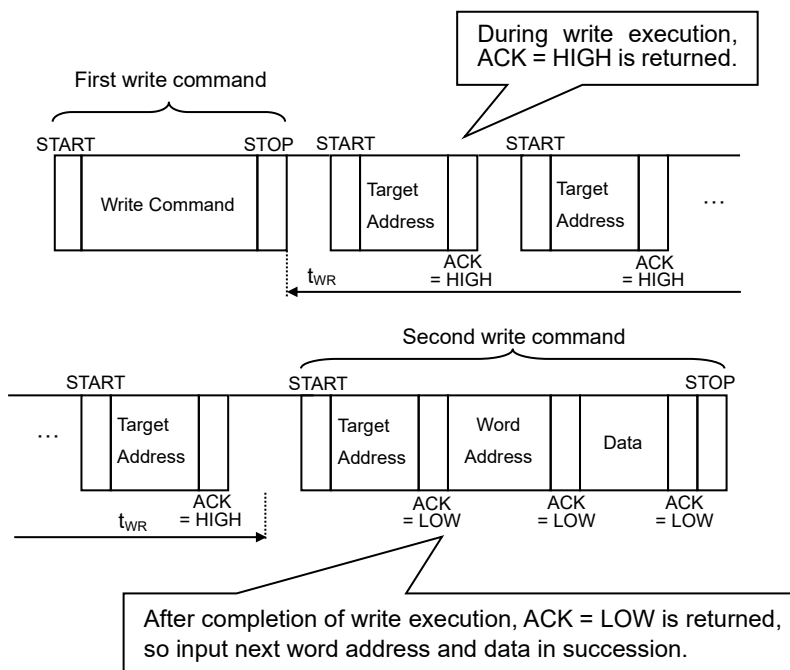 During write execution,
ACK = HIGH is returned.
First write command
START STOP START START
Write Command
Target
Address
Target
Address
…
ACK
= HIGH
ACK
= HIGH
tWR
Second write command
START START STOP
…
Target
Address
Target
Address
Word
Address
Data
ACK
= HIGH
ACK
= LOW
ACK
= LOW
ACK
= LOW
tWR
After completion of write execution, ACK = LOW is returned,
so input next word address and data in succession.